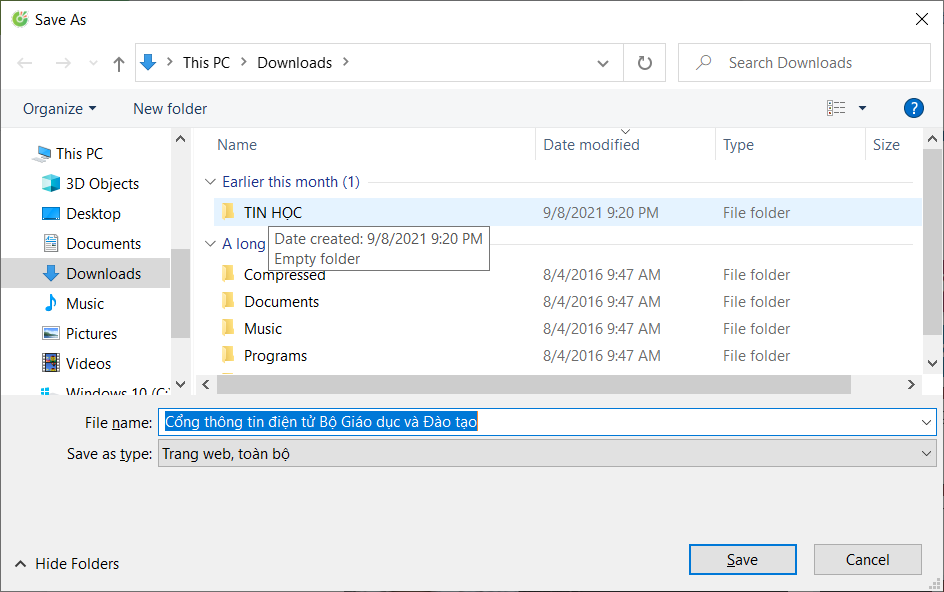 Save As
This PC
Downloads
Search Downloads
Organize
New folder
?
Name
Date modified
Type
Size
This PC
3D Objects
Desktop
Documents
Downloads
Music
Pictures
Videos
Windows 10 (C:
Earlier this month (1)
TIN HỌC 9/8/2021 9:20 PM File folder
Date created: 9/8/2021 9:20 PM
Empty folder
A long
Compressed 8/4/2016 9:47 AM File folder
Documents 8/4/2016 9:47 AM File folder
Music 8/4/2016 9:47 AM File folder
Programs 8/4/2016 9:47 AM File folder
File name: Cổng thông tin điện tử Bộ Giáo dục và Đào tạo
Save as type: Trang web, toàn bộ
Hide Folders
Save
Cancel